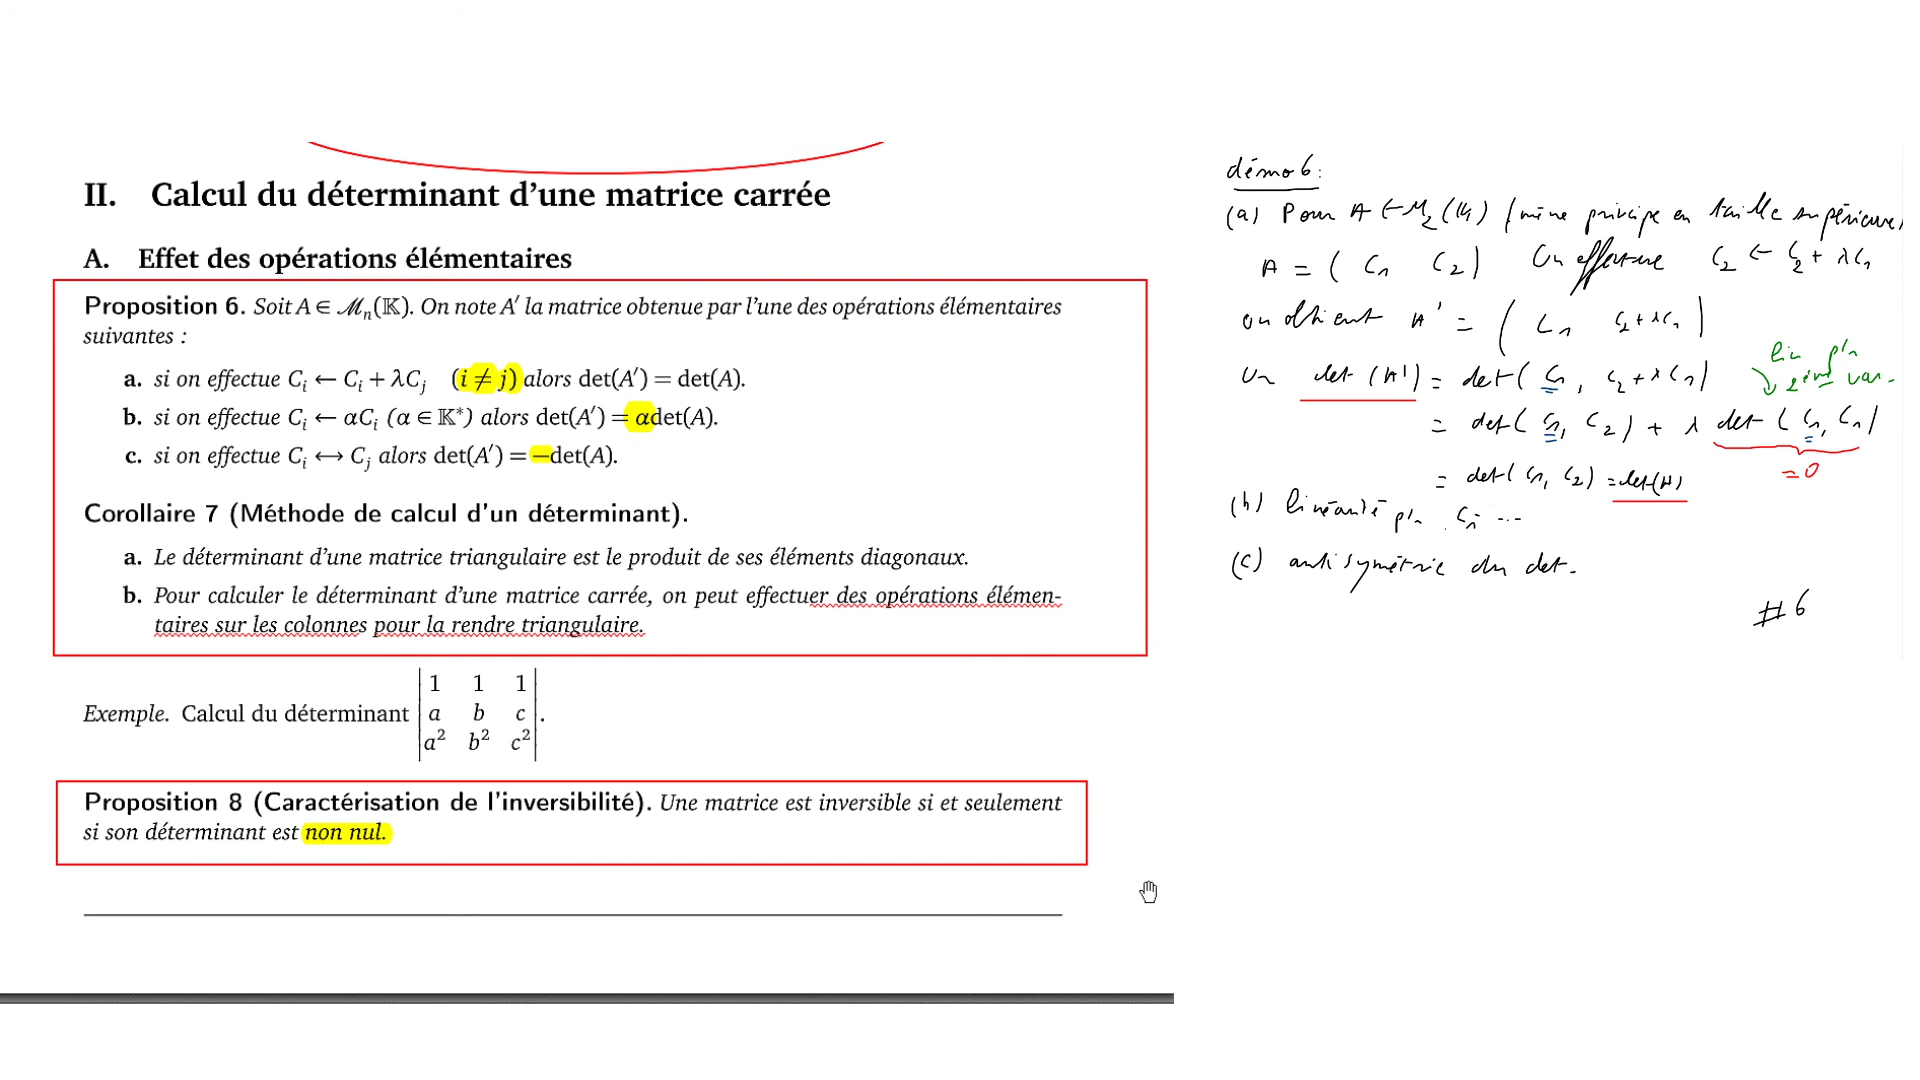 II. Calcul du déterminant d'une matrice carrée
A. Effet des opérations élémentaires
Proposition 6. Soit A ∈ ℳₙ(𝕂). On note A′ la matrice obtenue par l'une des opérations élémentaires
suivantes :
a. si on effectue Cᵢ ← Cᵢ + λCⱼ (i ≠ j) alors det(A′) = det(A).
b. si on effectue Cᵢ ← αCᵢ (α ∈ 𝕂*) alors det(A′) = αdet(A).
c. si on effectue Cᵢ ↔ Cⱼ alors det(A′) = −det(A).
Corollaire 7 (Méthode de calcul d'un déterminant).
a. Le déterminant d'une matrice triangulaire est le produit de ses éléments diagonaux.
b. Pour calculer le déterminant d'une matrice carrée, on peut effectuer des opérations élémen-
taires sur les colonnes pour la rendre triangulaire.
1 1 1
Exemple. Calcul du déterminant a b c .
a² b² c²
Proposition 8 (Caractérisation de l'inversibilité). Une matrice est inversible si et seulement
si son déterminant est non nul.
démo 6 :
(a) Pour A ∈ ℳ₂(𝕂) (même principe en taille supérieure)
A = ( C₁ C₂ ) On effectue C₂ ← C₂ + λC₁
on obtient A′ = ( C₁ C₂+λC₁ )
lin p/r
2ème var.
On det(A′) = det( C₁, C₂+λC₁ )
= det( C₁, C₂ ) + λ det( C₁, C₁ )
= 0
= det( C₁, C₂ ) = det(A)
(b) linéarité p/r Cᵢ ...
(c) antisymétrie du det.
#6